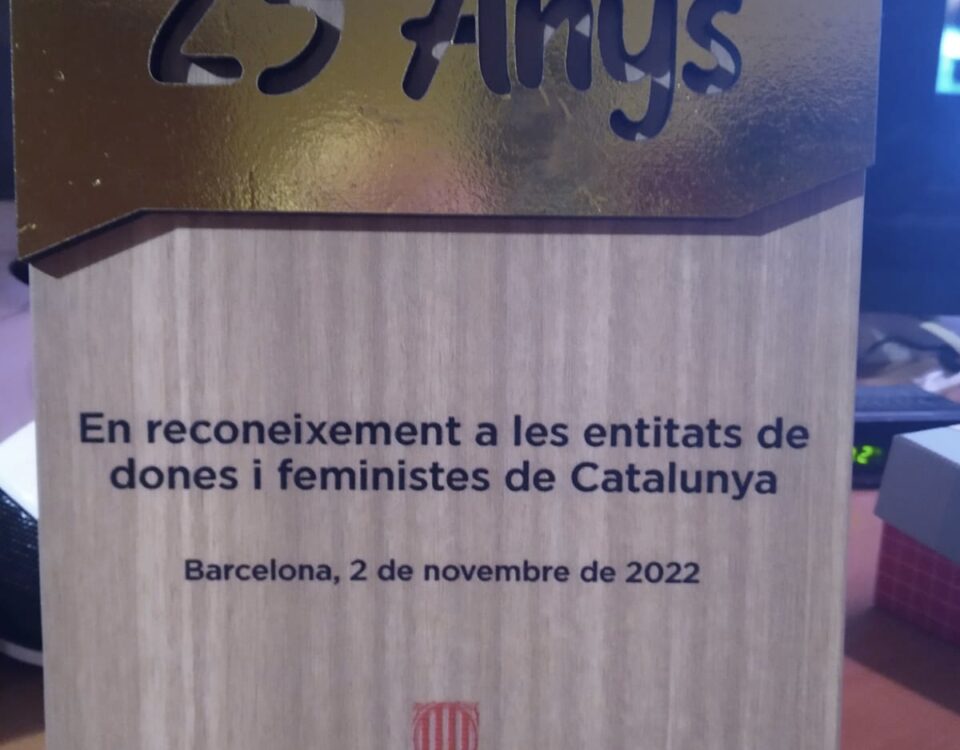 25 Anys
En reconeixement a les entitats de
dones i feministes de Catalunya
Barcelona, 2 de novembre de 2022